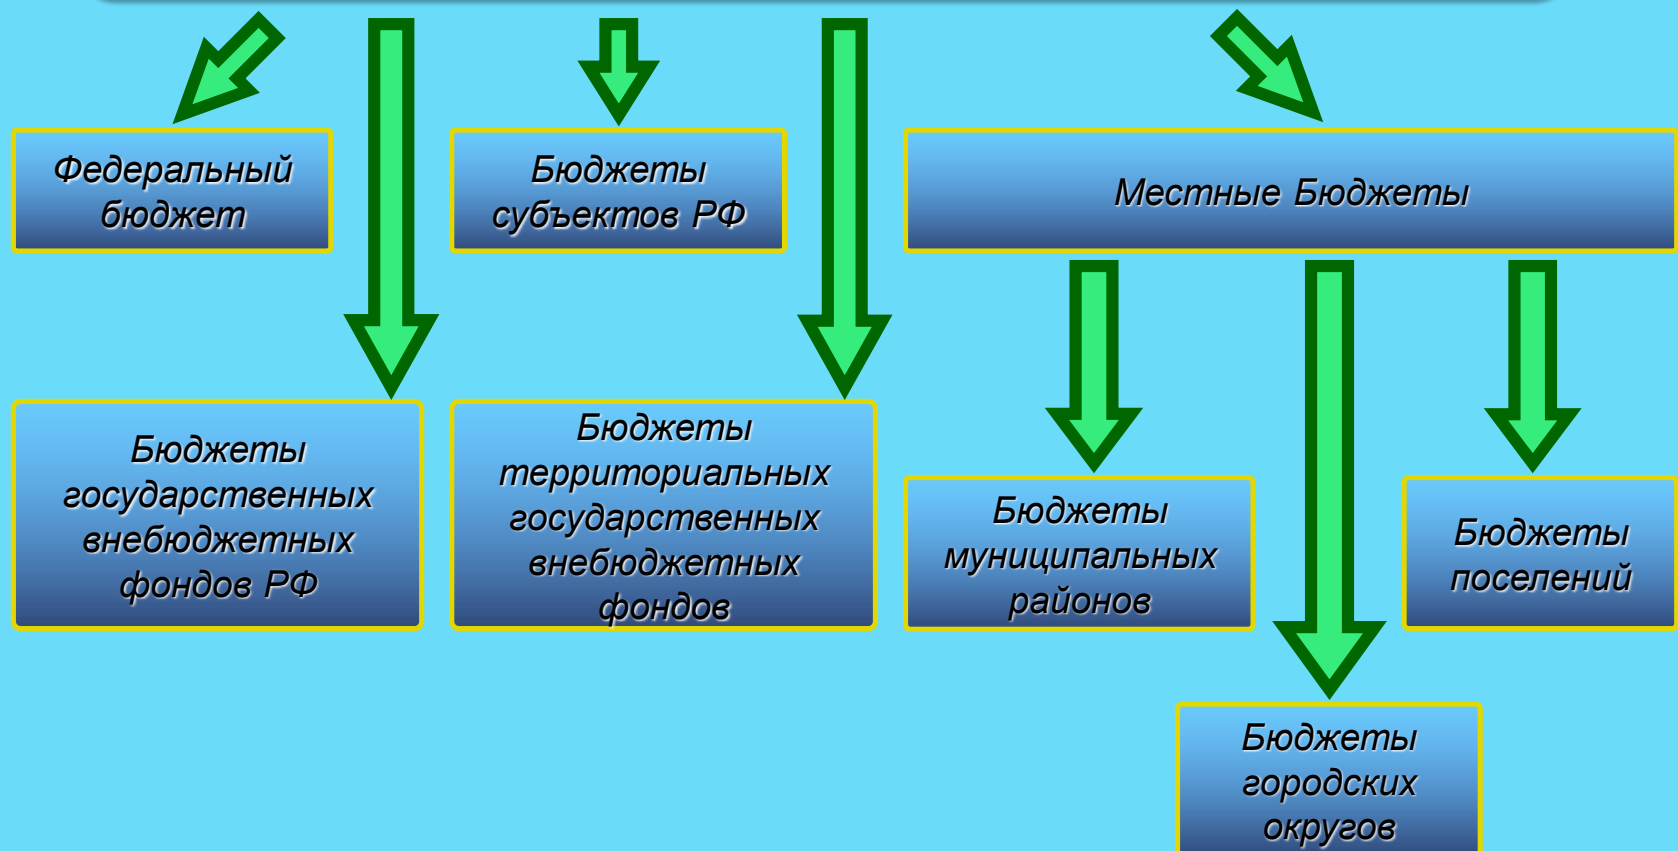 Федеральный
бюджет
Бюджеты
субъектов РФ
Местные Бюджеты
Бюджеты
государственных
внебюджетных
фондов РФ
Бюджеты
территориальных
государственных
внебюджетных
фондов
Бюджеты
муниципальных
районов
Бюджеты
поселений
Бюджеты
городских
округов